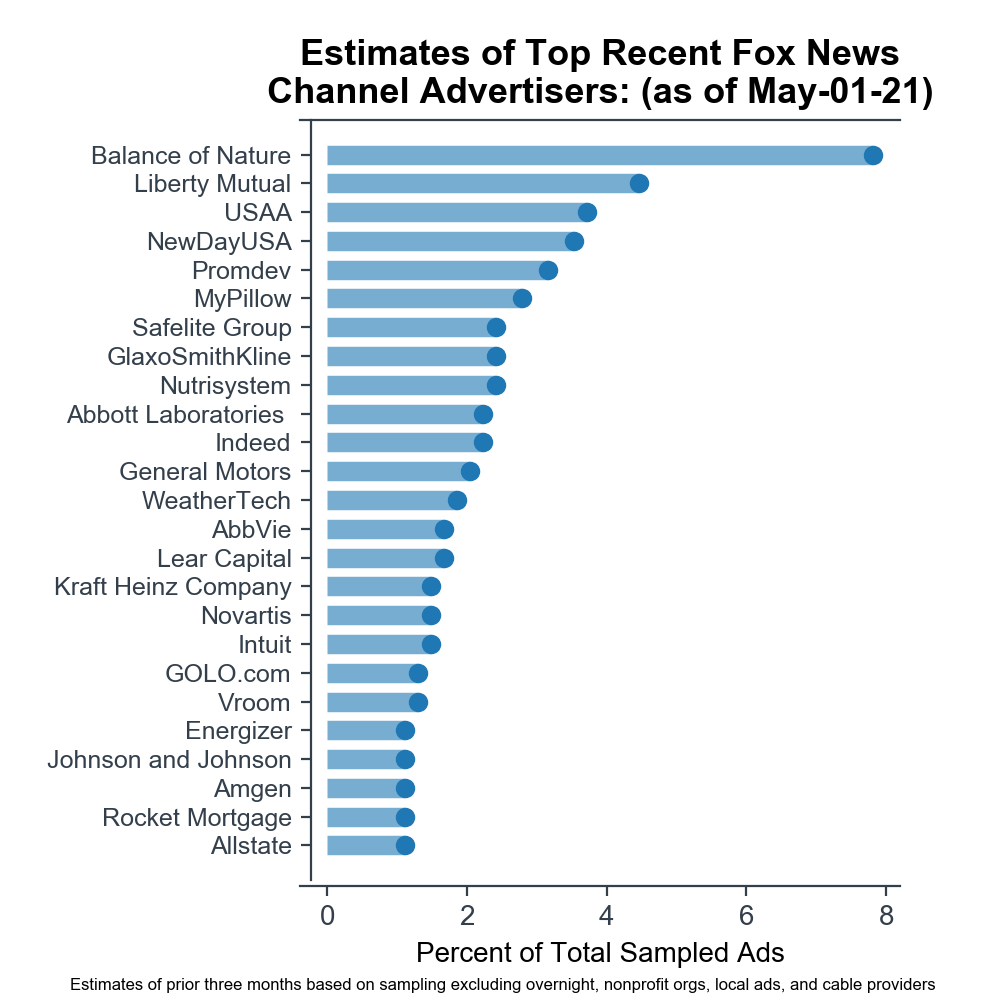 Estimates of Top Recent Fox News
Channel Advertisers: (as of May-01-21)
Balance of Nature
Liberty Mutual
USAA
NewDayUSA
Promdev
MyPillow
Safelite Group
GlaxoSmithKline
Nutrisystem
Abbott Laboratories
Indeed
General Motors
WeatherTech
AbbVie
Lear Capital
Kraft Heinz Company
Novartis
Intuit
GOLO.com
Vroom
Energizer
Johnson and Johnson
Amgen
Rocket Mortgage
Allstate
0 2 4 6 8
Percent of Total Sampled Ads
Estimates of prior three months based on sampling excluding overnight, nonprofit orgs, local ads, and cable providers